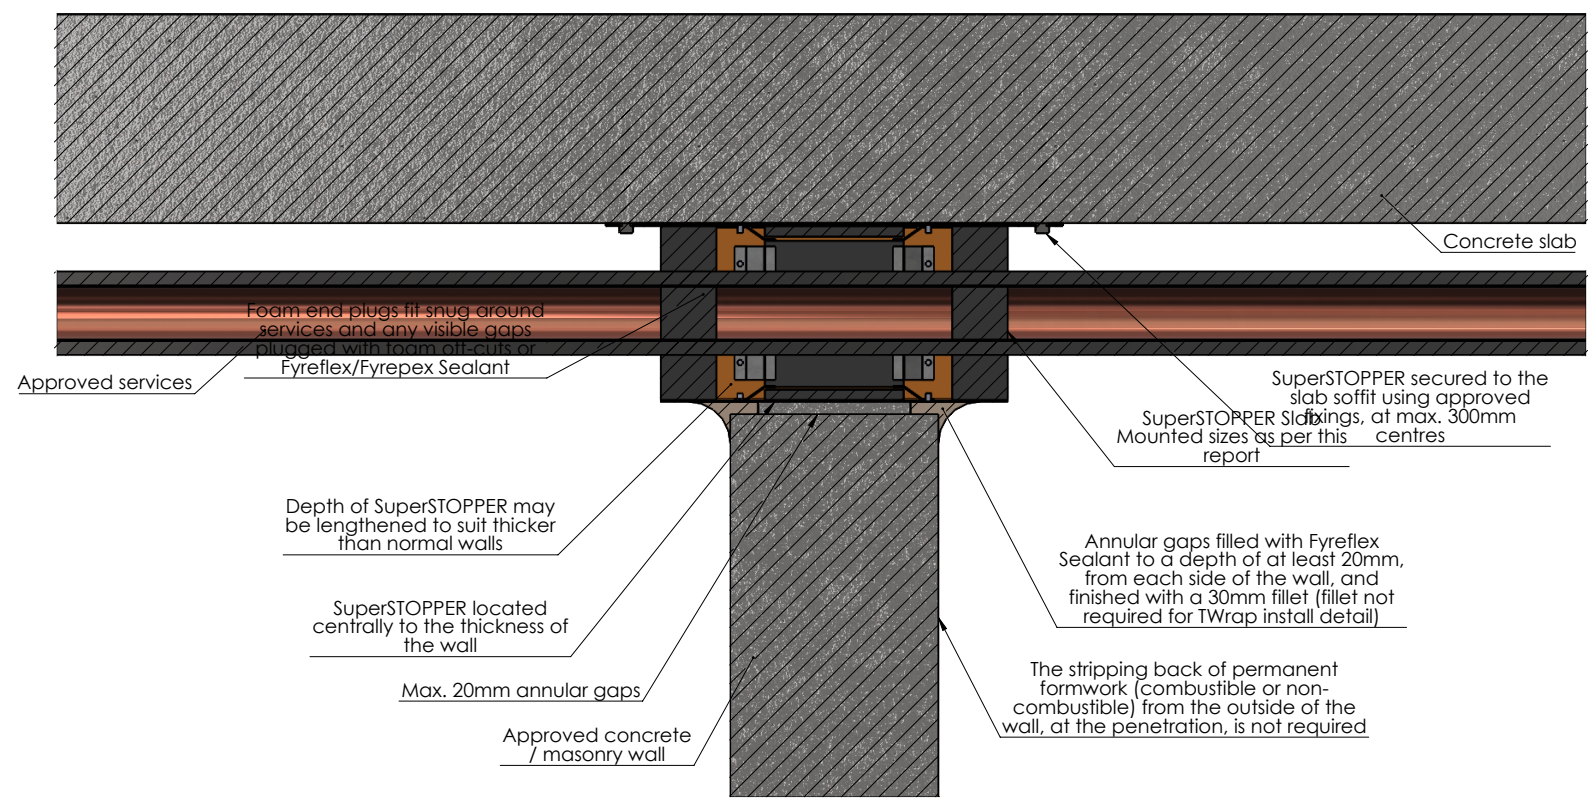 Concrete slab
Foam end plugs fit snug around
services and any visible gaps
plugged with foam off-cuts or
Fyreflex/Fyrepex Sealant
Approved services
SuperSTOPPER secured to the
slab soffit using approved
fixings, at max. 300mm
centres
SuperSTOPPER Slab
Mounted sizes as per this
report
Depth of SuperSTOPPER may
be lengthened to suit thicker
than normal walls
Annular gaps filled with Fyreflex
Sealant to a depth of at least 20mm,
from each side of the wall, and
finished with a 30mm fillet (fillet not
required for TWrap install detail)
SuperSTOPPER located
centrally to the thickness of
the wall
Max. 20mm annular gaps
The stripping back of permanent
formwork (combustible or non-
combustible) from the outside of the
wall, at the penetration, is not required
Approved concrete
/ masonry wall